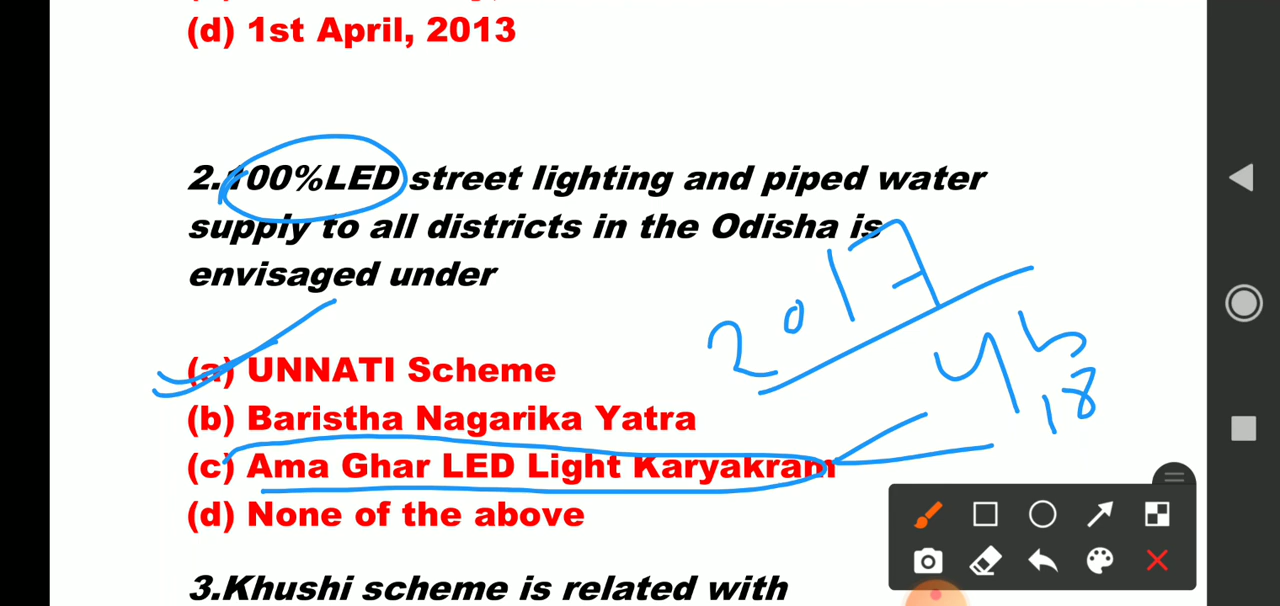 (d) 1st April, 2013
2.100%LED street lighting and piped water
supply to all districts in the Odisha is
envisaged under
2017
45
18
(a) UNNATI Scheme
(b) Baristha Nagarika Yatra
(c) Ama Ghar LED Light Karyakram
(d) None of the above
3.Khushi scheme is related with